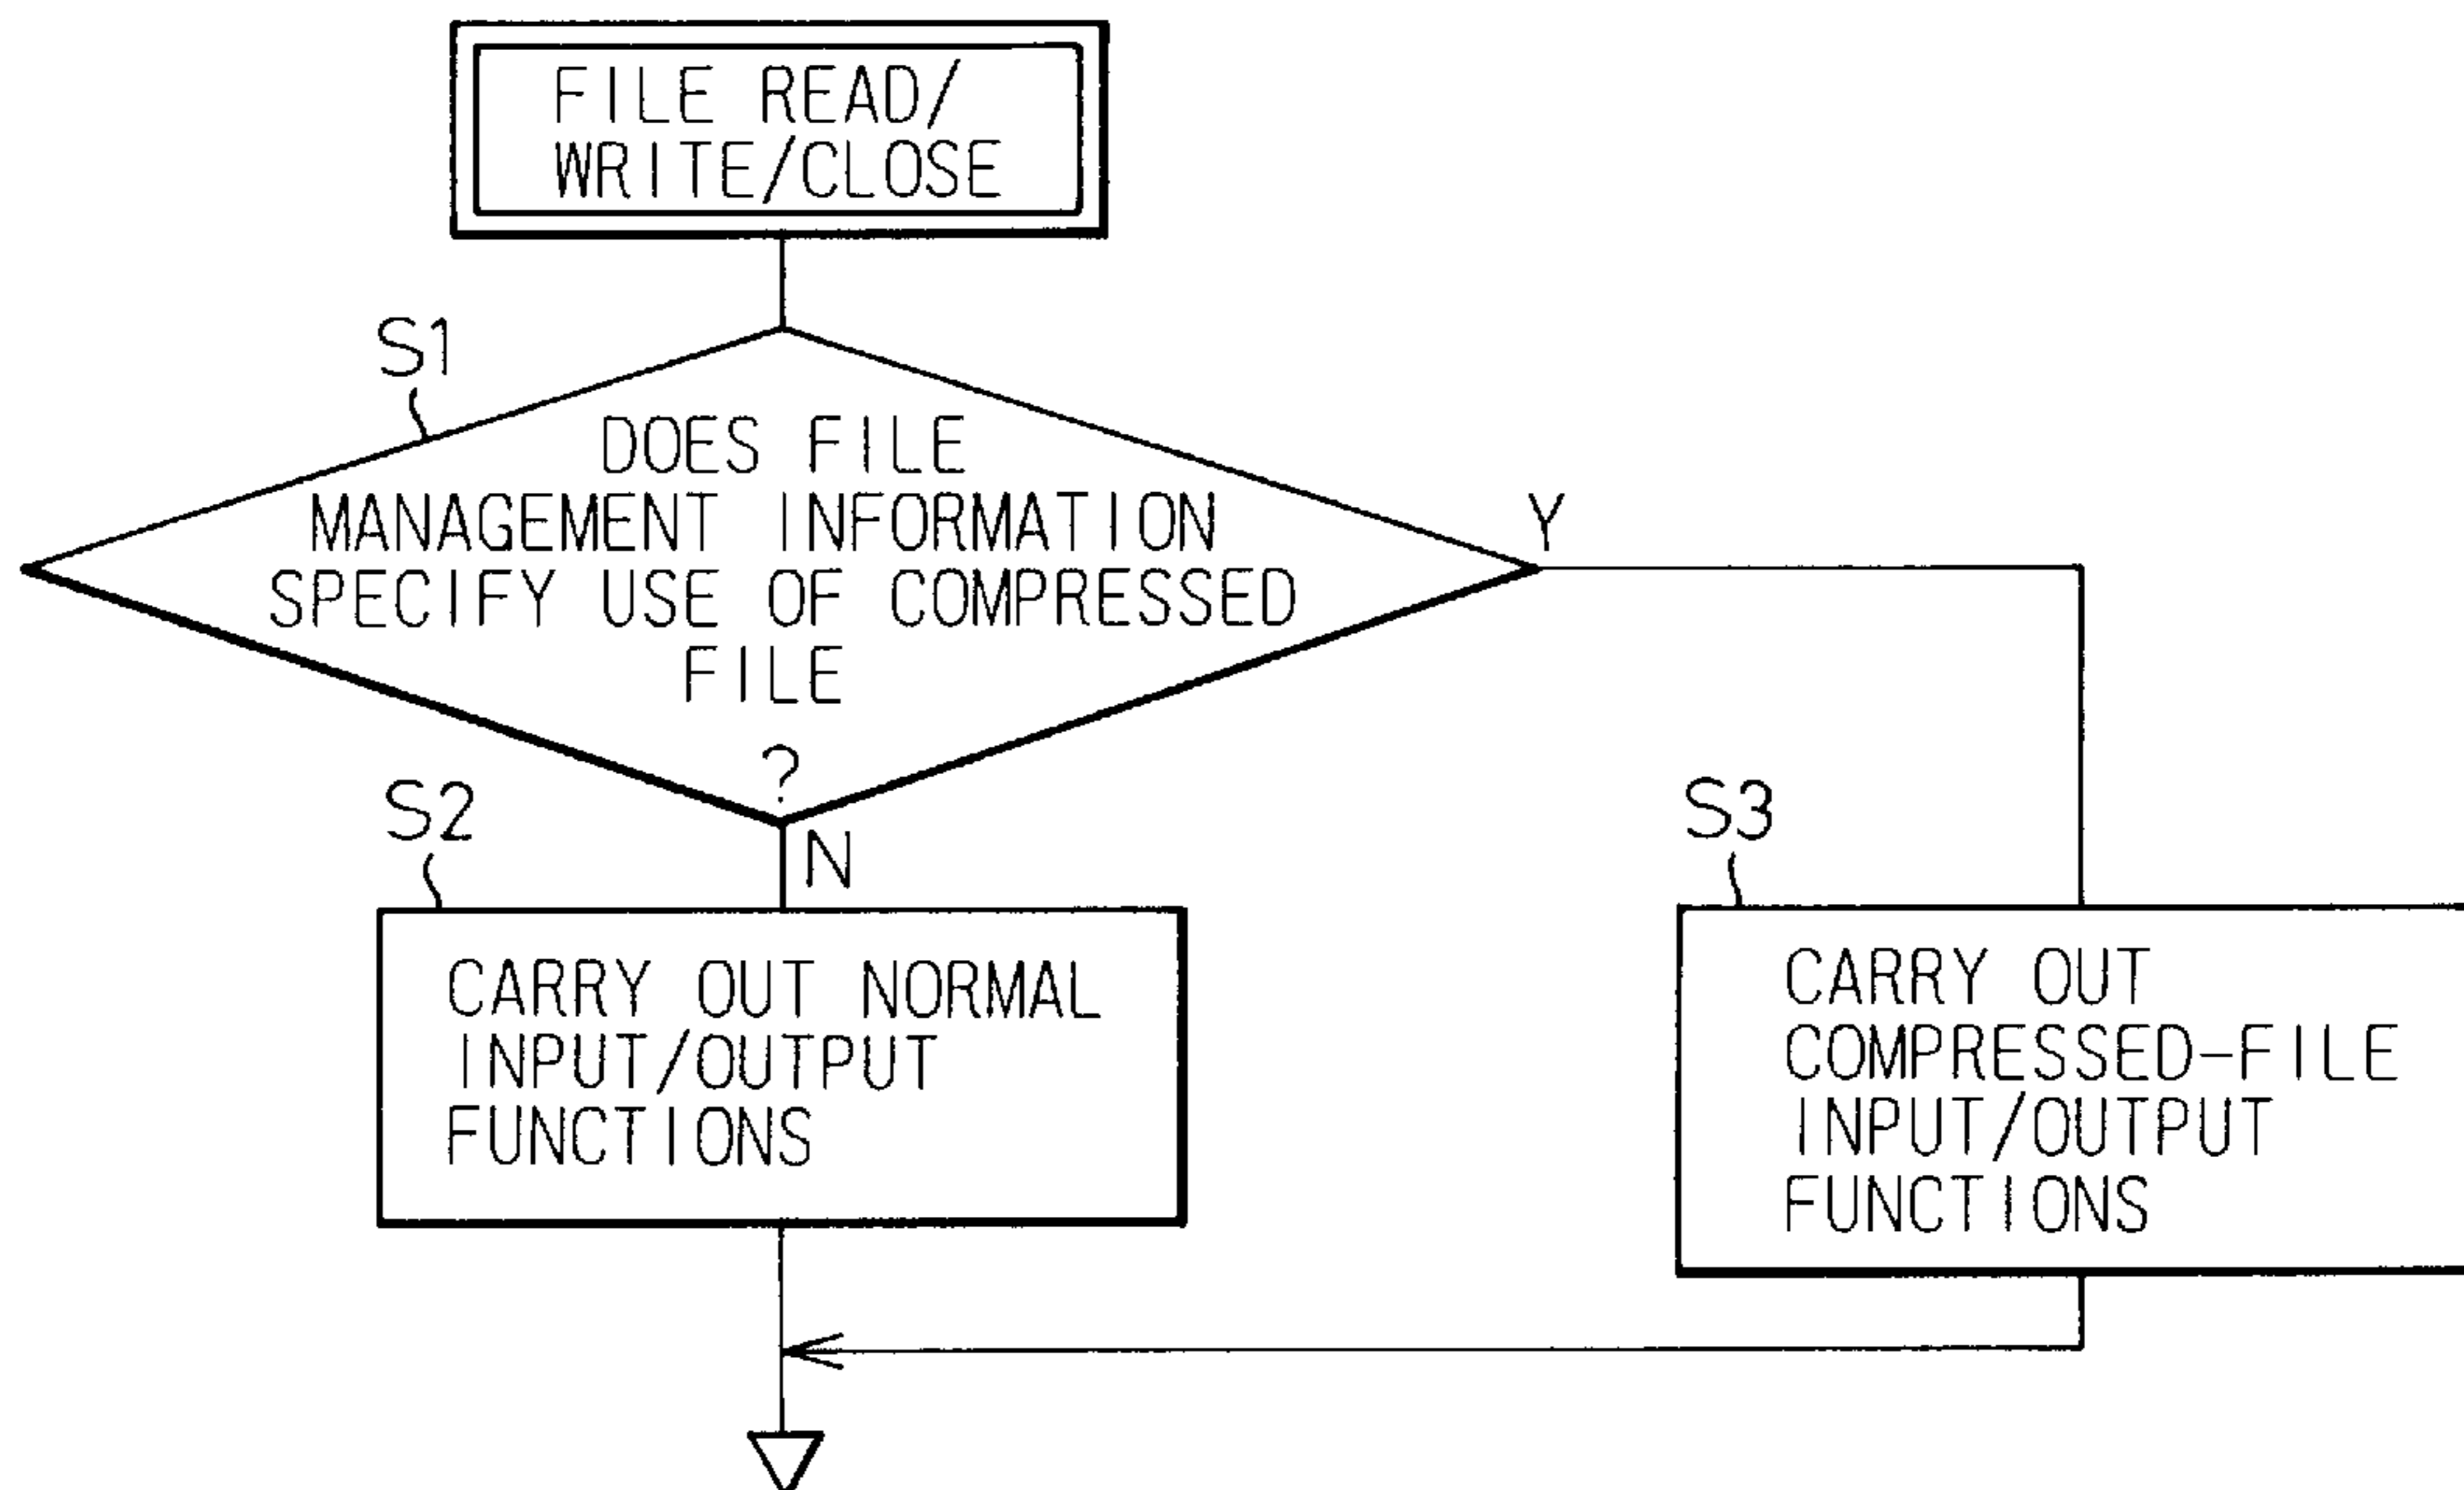 FILE READ/
WRITE/CLOSE
S1
DOES FILE
MANAGEMENT INFORMATION
SPECIFY USE OF COMPRESSED
FILE
?
Y
N
S2
CARRY OUT NORMAL
INPUT/OUTPUT
FUNCTIONS
S3
CARRY OUT
COMPRESSED-FILE
INPUT/OUTPUT
FUNCTIONS